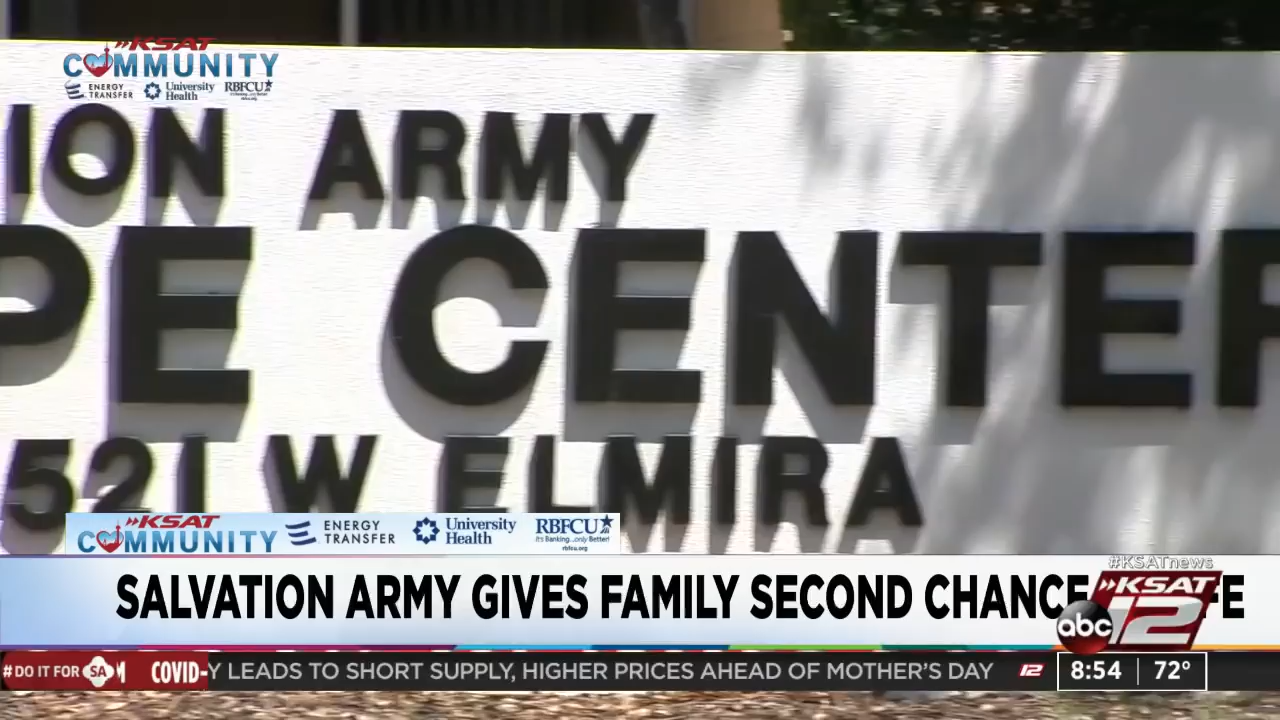 KSAT
COMMUNITY
ENERGY TRANSFER University Health RBFCU
ION ARMY
PE CENTER
521 W ELMIRA
KSAT
COMMUNITY
ENERGY TRANSFER University Health RBFCU
It's Banking...only Better!
rbfcu.org
#KSATnews
SALVATION ARMY GIVES FAMILY SECOND CHANCE FE
KSAT
abc 12
#DO IT FOR SA COVID-Y LEADS TO SHORT SUPPLY, HIGHER PRICES AHEAD OF MOTHER'S DAY 12 8:54 72°